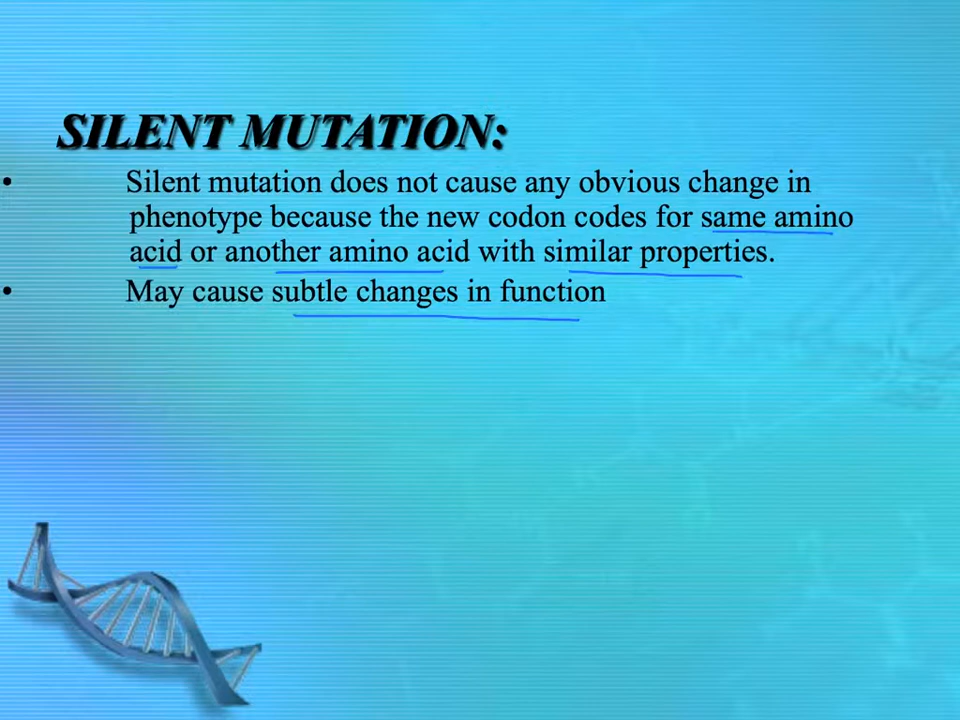 SILENT MUTATION:
• Silent mutation does not cause any obvious change in
phenotype because the new codon codes for same amino
acid or another amino acid with similar properties.
• May cause subtle changes in function